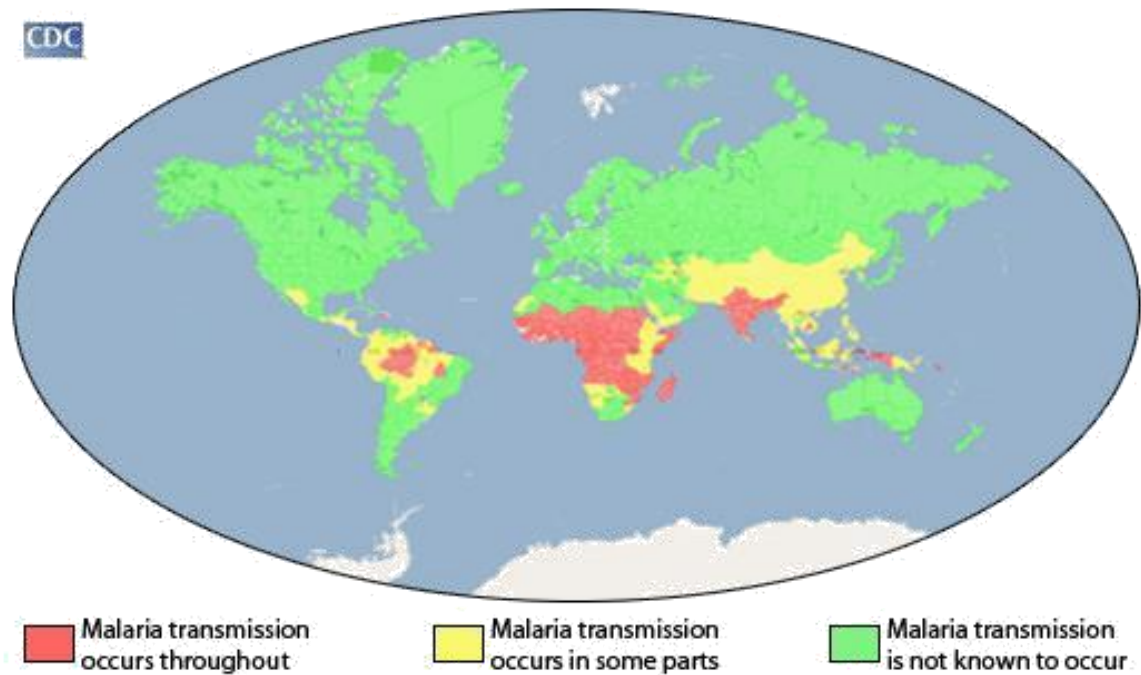 CDC
Malaria transmission
occurs throughout
Malaria transmission
occurs in some parts
Malaria transmission
is not known to occur